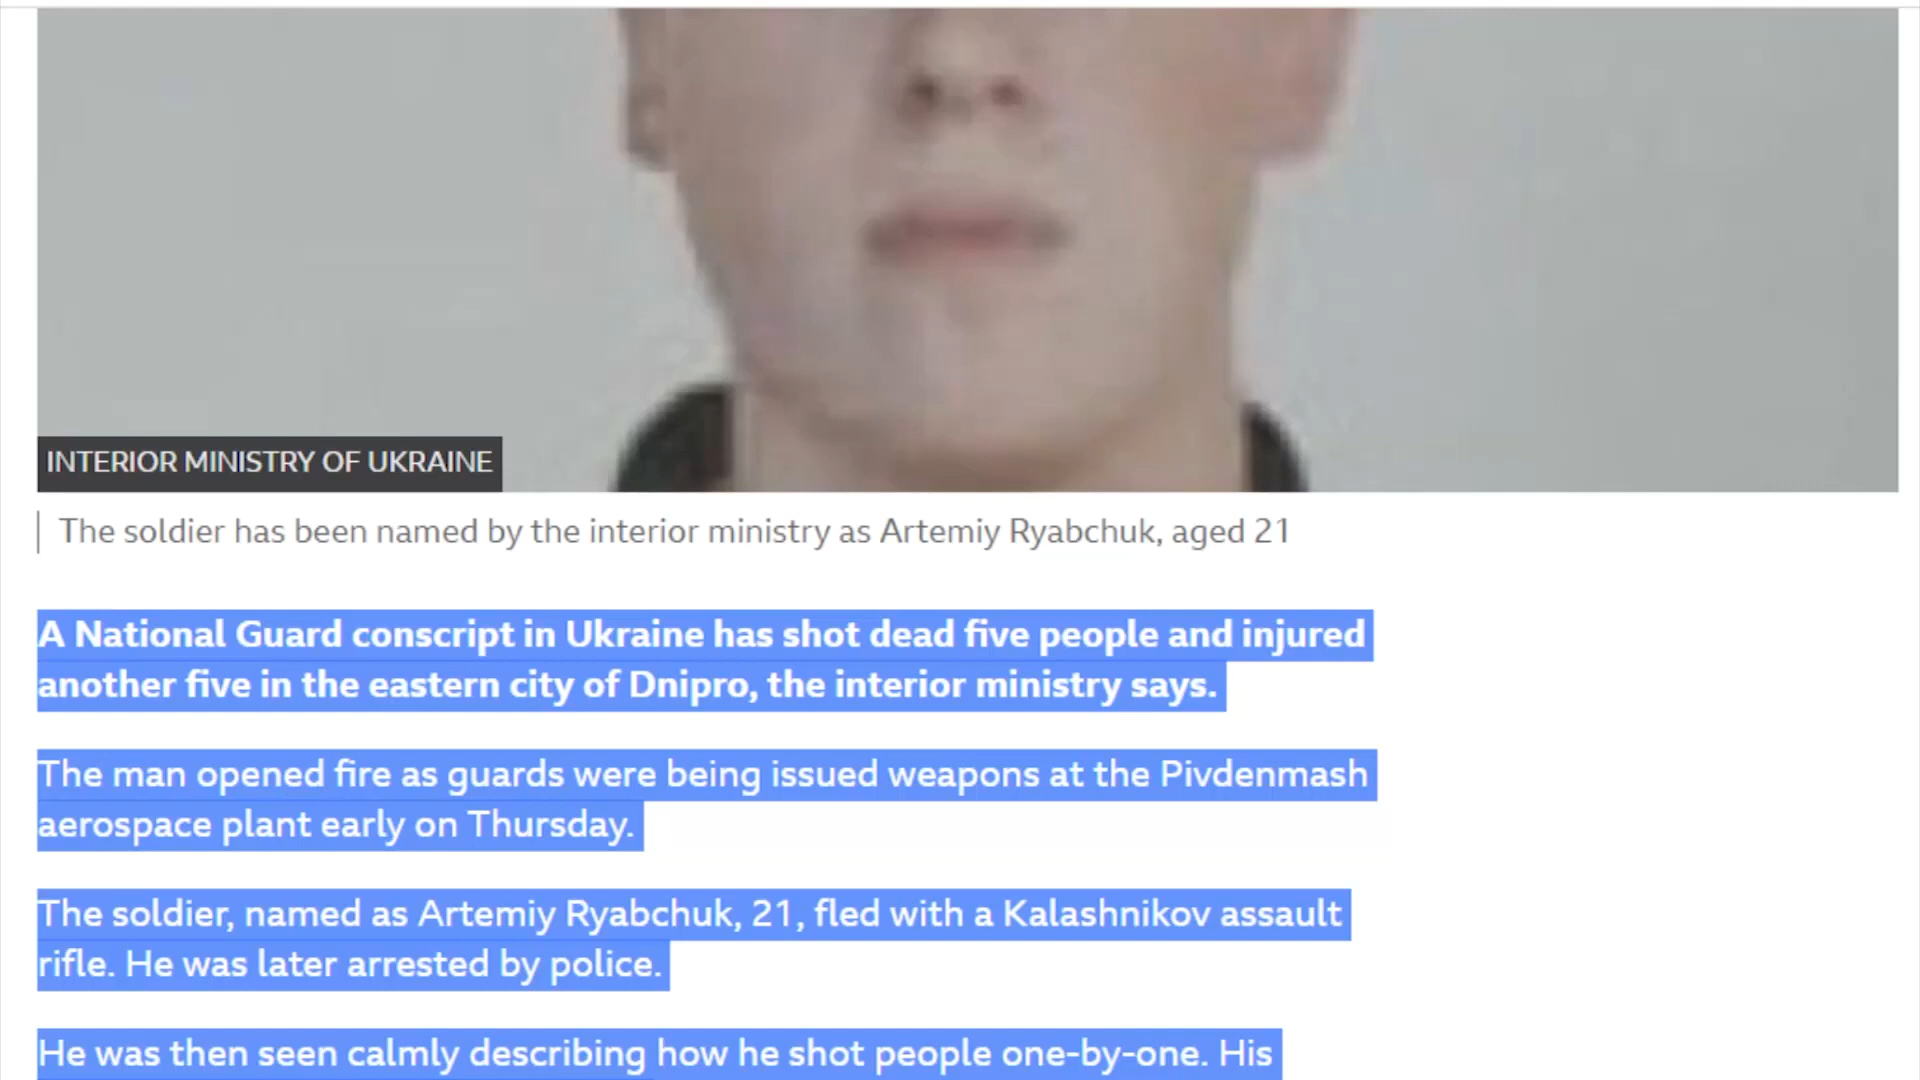 INTERIOR MINISTRY OF UKRAINE
The soldier has been named by the interior ministry as Artemiy Ryabchuk, aged 21
A National Guard conscript in Ukraine has shot dead five people and injured
another five in the eastern city of Dnipro, the interior ministry says.
The man opened fire as guards were being issued weapons at the Pivdenmash
aerospace plant early on Thursday.
The soldier, named as Artemiy Ryabchuk, 21, fled with a Kalashnikov assault
rifle. He was later arrested by police.
He was then seen calmly describing how he shot people one-by-one. His